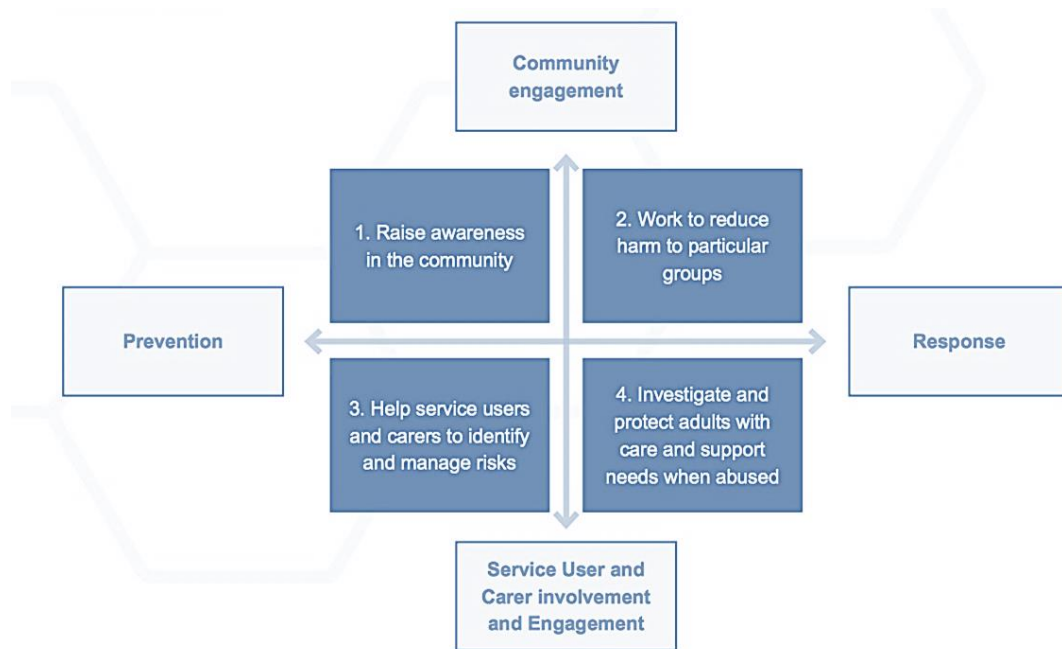 Community
engagement
1. Raise awareness
in the community
2. Work to reduce
harm to particular
groups
Prevention
Response
3. Help service users
and carers to identify
and manage risks
4. Investigate and
protect adults with
care and support
needs when abused
Service User and
Carer involvement
and Engagement